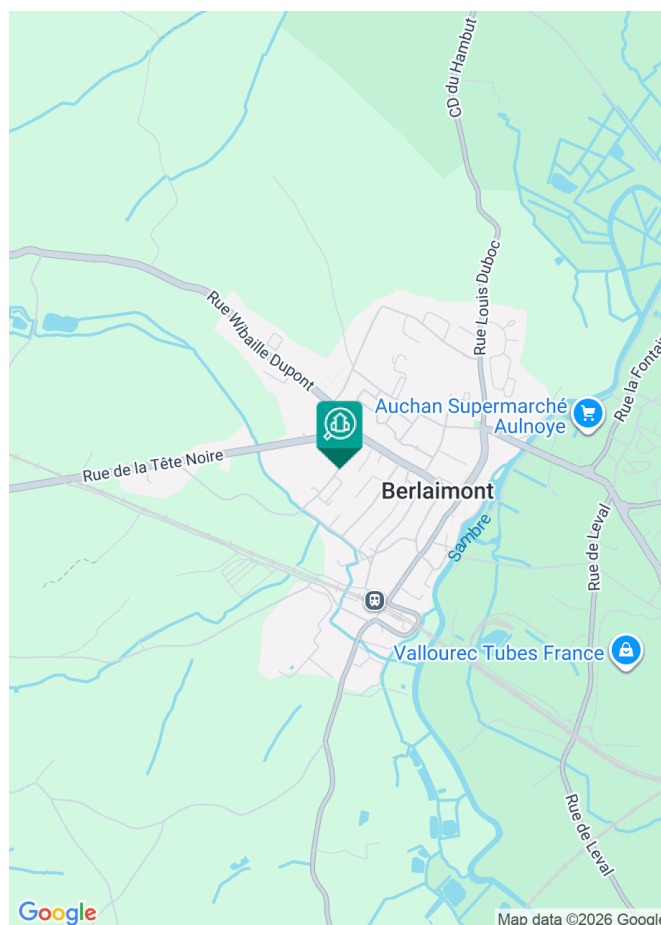 CD du Hambut
Rue Louis Duboc
Rue Wibaille Dupont
Rue la Fontai
Auchan Supermarché
Aulnoye
Rue de la Tête Noire
Berlaimont
Sambre
Rue de Leval
Vallourec Tubes France
Rue de Leval
Google
Map data ©2026 Google